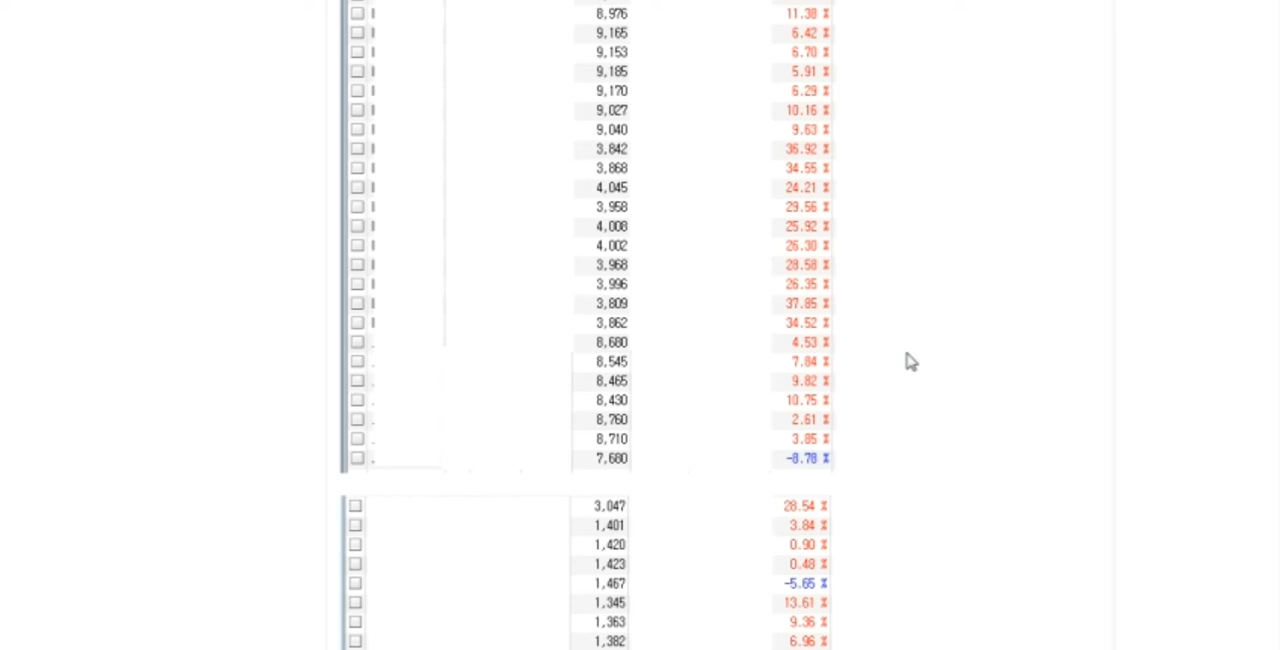 8,976 11.38 %
9,165 6.42 %
9,153 6.70 %
9,185 5.91 %
9,170 6.29 %
9,027 10.16 %
9,040 9.63 %
3,842 36.92 %
3,868 34.55 %
4,045 24.21 %
3,958 29.56 %
4,008 25.92 %
4,002 26.30 %
3,968 28.58 %
3,996 26.35 %
3,809 37.85 %
3,862 34.52 %
8,680 4.53 %
8,545 7.84 %
8,465 9.82 %
8,430 10.75 %
8,760 2.61 %
8,710 3.85 %
7,680 -8.78 %
3,047 28.54 %
1,401 3.84 %
1,420 0.90 %
1,423 0.48 %
1,467 -5.65 %
1,345 13.61 %
1,363 9.36 %
1,382 6.96 %